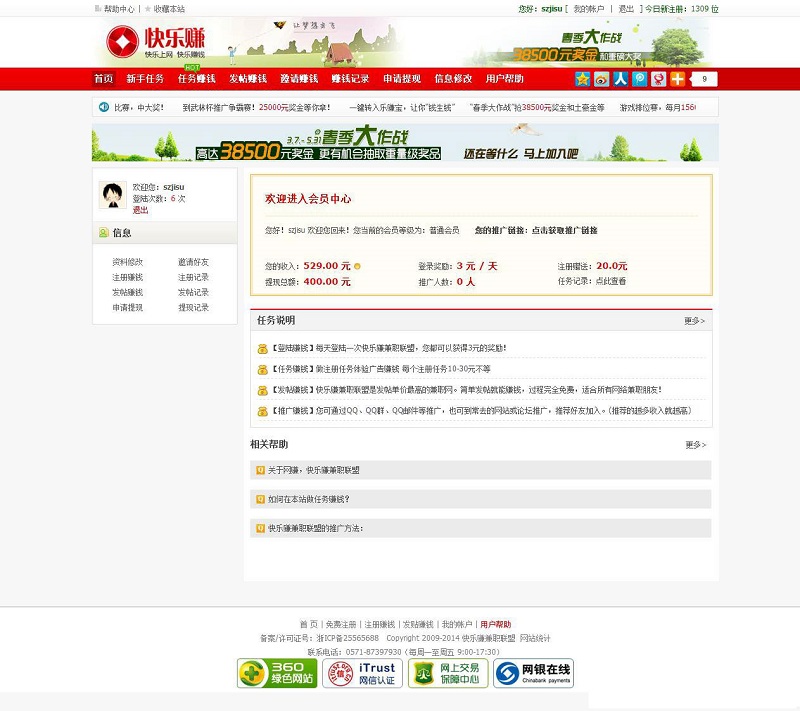 帮助中心 | 收藏本站
您好：szjisu [ 我的帐户 | 退出 ] 今日新注册：1309 位
快乐赚
快乐上网 快乐赚钱
让梦想去飞
春季大作战
38500元奖金和重磅大奖
HOT
首页 新手任务 任务赚钱 发帖赚钱 邀请赚钱 赚钱记录 申请提现 信息修改 用户帮助
9
比赛，中大奖！ 到武林杯推广争霸赛！25000元奖金等你拿！ 一键转入乐赚宝，让你“钱生钱” “春季大作战”抢38500元奖金和土豪金等 游戏排位赛，每月156
3.7.-5.31 春季大作战
高达38500元奖金 更有机会抽取重量级奖品
还在等什么 马上加入吧
欢迎您：szjisu
登陆次数：6 次
退出
信息
资料修改 邀请好友
注册赚钱 注册记录
发帖赚钱 发帖记录
申请提现 提现记录
欢迎进入会员中心
您好！szjisu 欢迎您回来！您当前的会员等级为：普通会员 您的推广链接：点击获取推广链接
您的收入：529.00 元 登录奖励：3 元 / 天 注册赠送：20.0元
提现总额：400.00 元 推广人数：0 人 任务记录：点此查看
任务说明 更多>
【登陆赚钱】每天登陆一次快乐赚兼职联盟，您都可以获得3元的奖励！
【任务赚钱】做注册任务体验广告赚钱 每个注册任务10-30元不等
【发帖赚钱】快乐赚兼职联盟是发帖单价最高的兼职网。简单发帖就能赚钱，过程完全免费，适合所有网络兼职朋友！
【推广赚钱】您可通过QQ、QQ群、QQ邮件等推广，也可到常去的网站或论坛推广，推荐好友加入。（推荐的越多收入就越高）
相关帮助 更多>
关于网赚，快乐赚兼职联盟
如何在本站做任务赚钱？
快乐赚兼职联盟的推广方法：
首 页 | 免费注册 | 注册赚钱 | 发贴赚钱 | 我的帐户 | 用户帮助
备案/许可证号：浙ICP备25565688 Copyright 2009-2014 快乐赚兼职联盟 网站统计
联系电话：0571-87397930（每周一至周五 9:00-17:30）
360 绿色网站
iTrust 网信认证
网上交易 保障中心
网银在线 Chinabank payments